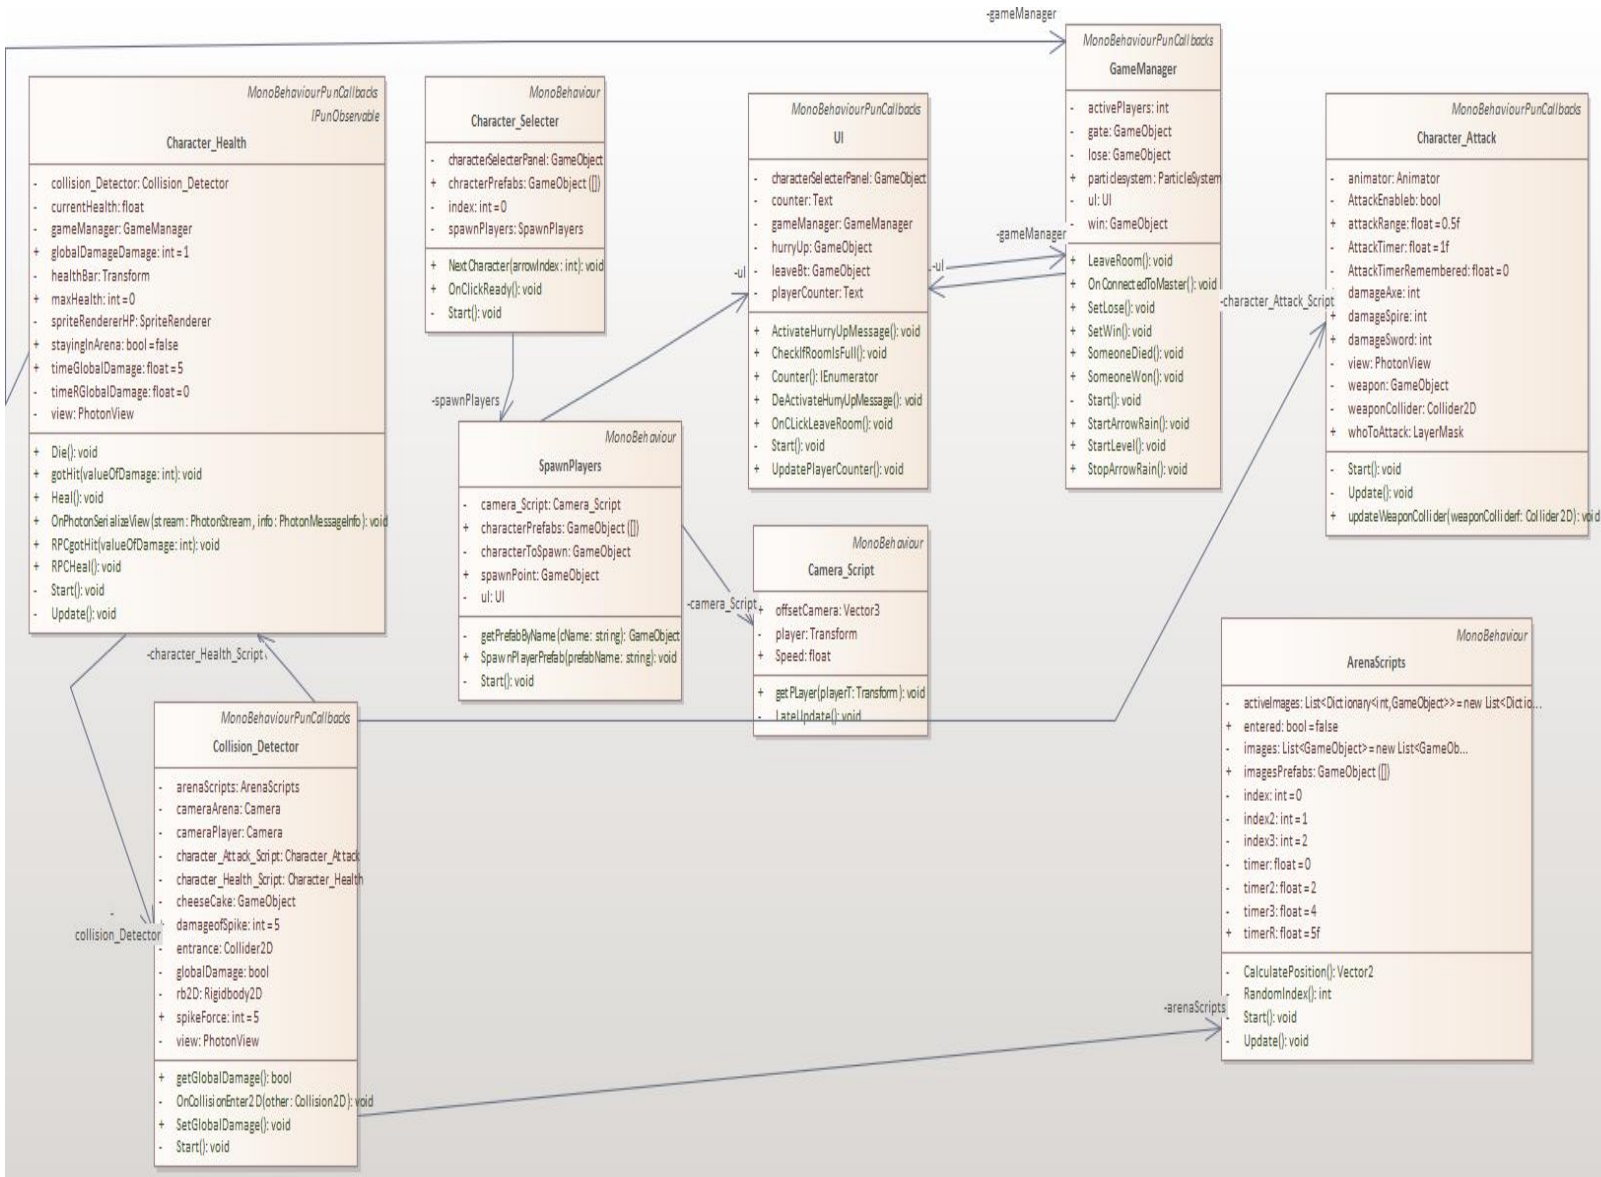 -gameManager
MonoBehaviourPunCallbacks
IPunObservable
Character_Health
- collision_Detector: Collision_Detector
- currentHealth: float
- gameManager: GameManager
+ globalDamageDamage: int = 1
- healthBar: Transform
+ maxHealth: int = 0
- spriteRendererHP: SpriteRenderer
+ stayingInArena: bool = false
+ timeGlobalDamage: float = 5
- timeRGlobalDamage: float = 0
- view: PhotonView
+ Die(): void
+ gotHit(valueOfDamage: int): void
+ Heal(): void
+ OnPhotonSerializeView(stream: PhotonStream, info: PhotonMessageInfo): void
+ RPCgotHit(valueOfDamage: int): void
+ RPCHeal(): void
- Start(): void
- Update(): void
MonoBehaviour
Character_Selecter
- characterSelecterPanel: GameObject
+ chracterPrefabs: GameObject ([])
- index: int = 0
- spawnPlayers: SpawnPlayers
+ NextCharacter(arrowIndex: int): void
+ OnClickReady(): void
- Start(): void
-spawnPlayers
MonoBehaviour
SpawnPlayers
- camera_Script: Camera_Script
+ characterPrefabs: GameObject ([])
- characterToSpawn: GameObject
+ spawnPoint: GameObject
- uI: UI
- getPrefabByName(cName: string): GameObject
+ SpawnPlayerPrefab(prefabName: string): void
- Start(): void
MonoBehaviourPunCallbacks
UI
- characterSelecterPanel: GameObject
- counter: Text
- gameManager: GameManager
- hurryUp: GameObject
- leaveBt: GameObject
- playerCounter: Text
+ ActivateHurryUpMessage(): void
+ CheckIfRoomIsFull(): void
+ Counter(): IEnumerator
+ DeActivateHurryUpMessage(): void
+ OnCLickLeaveRoom(): void
- Start(): void
+ UpdatePlayerCounter(): void
-uI
-gameManager
-uI
MonoBehaviourPunCallbacks
GameManager
- activePlayers: int
- gate: GameObject
- lose: GameObject
+ particlesystem: ParticleSystem
- uI: UI
- win: GameObject
+ LeaveRoom(): void
+ OnConnectedToMaster(): void
+ SetLose(): void
+ SetWin(): void
+ SomeoneDied(): void
+ SomeoneWon(): void
- Start(): void
+ StartArrowRain(): void
+ StartLevel(): void
+ StopArrowRain(): void
-character_Attack_Script
MonoBehaviourPunCallbacks
Character_Attack
- animator: Animator
- AttackEnableb: bool
+ attackRange: float = 0.5f
- AttackTimer: float = 1f
- AttackTimerRemembered: float = 0
damageAxe: int
+ damageSpire: int
+ damageSword: int
- view: PhotonView
- weapon: GameObject
- weaponCollider: Collider2D
+ whoToAttack: LayerMask
- Start(): void
- Update(): void
+ updateWeaponCollider(weaponColliderf: Collider2D): void
-camera_Script
MonoBehaviour
Camera_Script
+ offsetCamera: Vector3
- player: Transform
+ Speed: float
+ getPLayer(playerT: Transform): void
- LateUpdate(): void
-character_Health_Script
-
collision_Detector
MonoBehaviourPunCallbacks
Collision_Detector
- arenaScripts: ArenaScripts
- cameraArena: Camera
- cameraPlayer: Camera
- character_Attack_Script: Character_Attack
- character_Health_Script: Character_Health
- cheeseCake: GameObject
+ damageofSpike: int = 5
- entrance: Collider2D
- globalDamage: bool
- rb2D: Rigidbody2D
+ spikeForce: int = 5
- view: PhotonView
+ getGlobalDamage(): bool
- OnCollisionEnter2D(other: Collision2D): void
+ SetGlobalDamage(): void
- Start(): void
-arenaScripts
MonoBehaviour
ArenaScripts
- activeImages: List<Dictionary<int,GameObject>> = new List<Dictio...
+ entered: bool = false
- images: List<GameObject> = new List<GameOb...
+ imagesPrefabs: GameObject ([])
- index: int = 0
- index2: int = 1
- index3: int = 2
- timer: float = 0
- timer2: float = 2
- timer3: float = 4
+ timerR: float = 5f
- CalculatePosition(): Vector2
- RandomIndex(): int
- Start(): void
- Update(): void